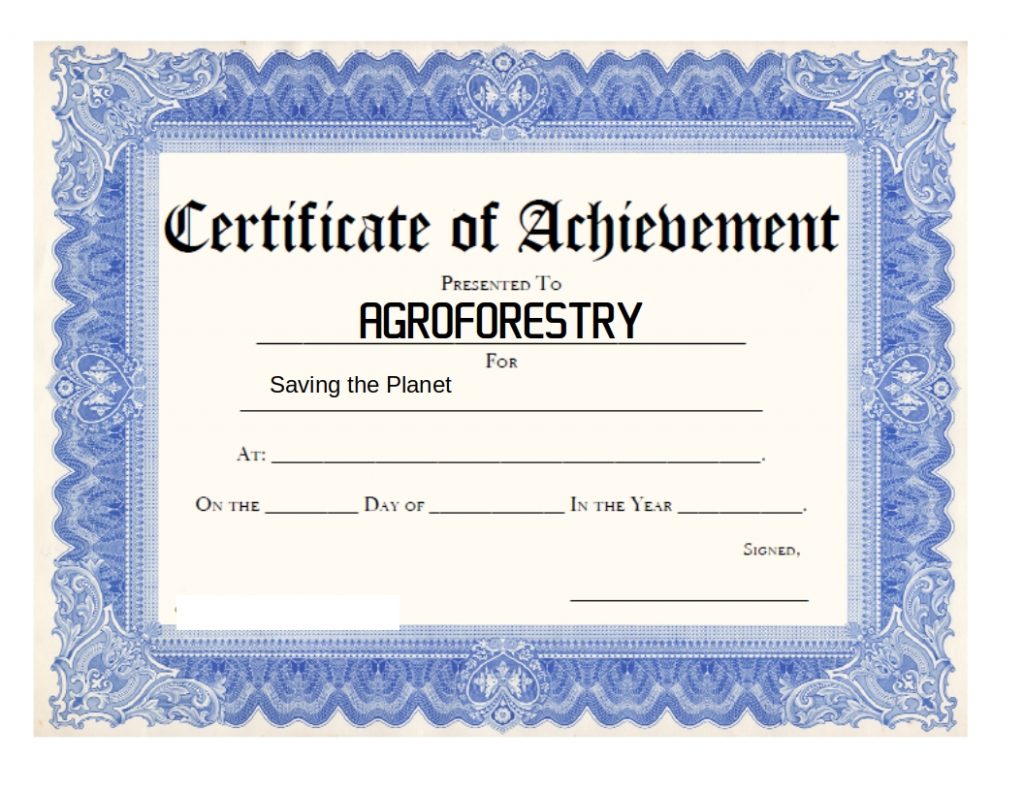 Certificate of Achievement
Presented To
AGROFORESTRY
For
Saving the Planet
At: ____________________.
On the ________ Day of ____________ In the Year ___________.
Signed,